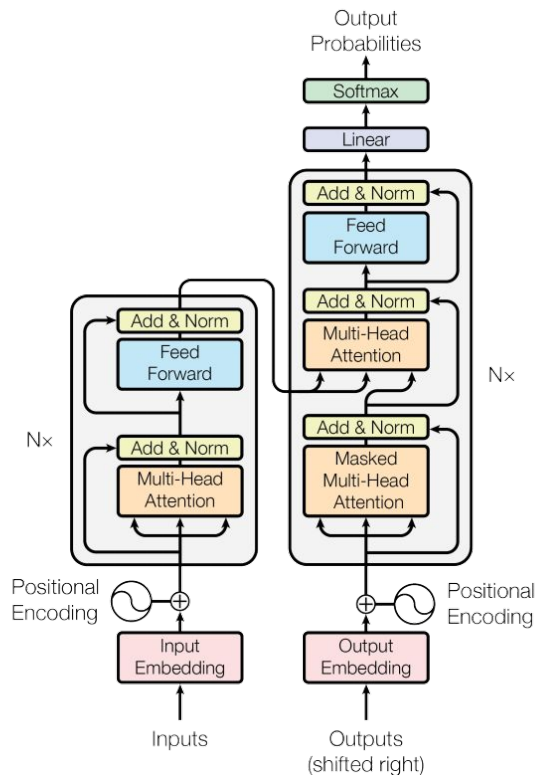 Output
Probabilities
Softmax
Linear
Add & Norm
Feed
Forward
Add & Norm
Multi-Head
Attention
Add & Norm
Masked
Multi-Head
Attention
N×
Add & Norm
Feed
Forward
Add & Norm
Multi-Head
Attention
N×
Positional
Encoding
Positional
Encoding
Input
Embedding
Output
Embedding
Inputs
Outputs
(shifted right)